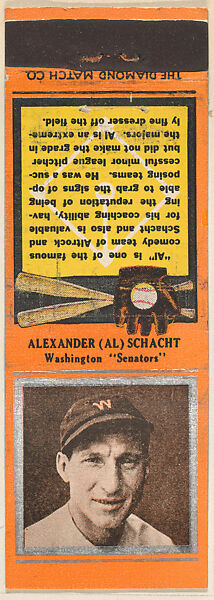 THE DIAMOND MATCH CO.
"Al" is one of the famous
comedy team of Altrock and
Schacht and is also valuable
for his coaching ability, hav-
ing the reputation of being
able to grab the signs of op-
posing teams. He was a suc-
cessful minor league pitcher
but did not make the grade in
the majors. Al is an extreme-
ly fine dresser off the field.
ALEXANDER (AL) SCHACHT
Washington "Senators"
W